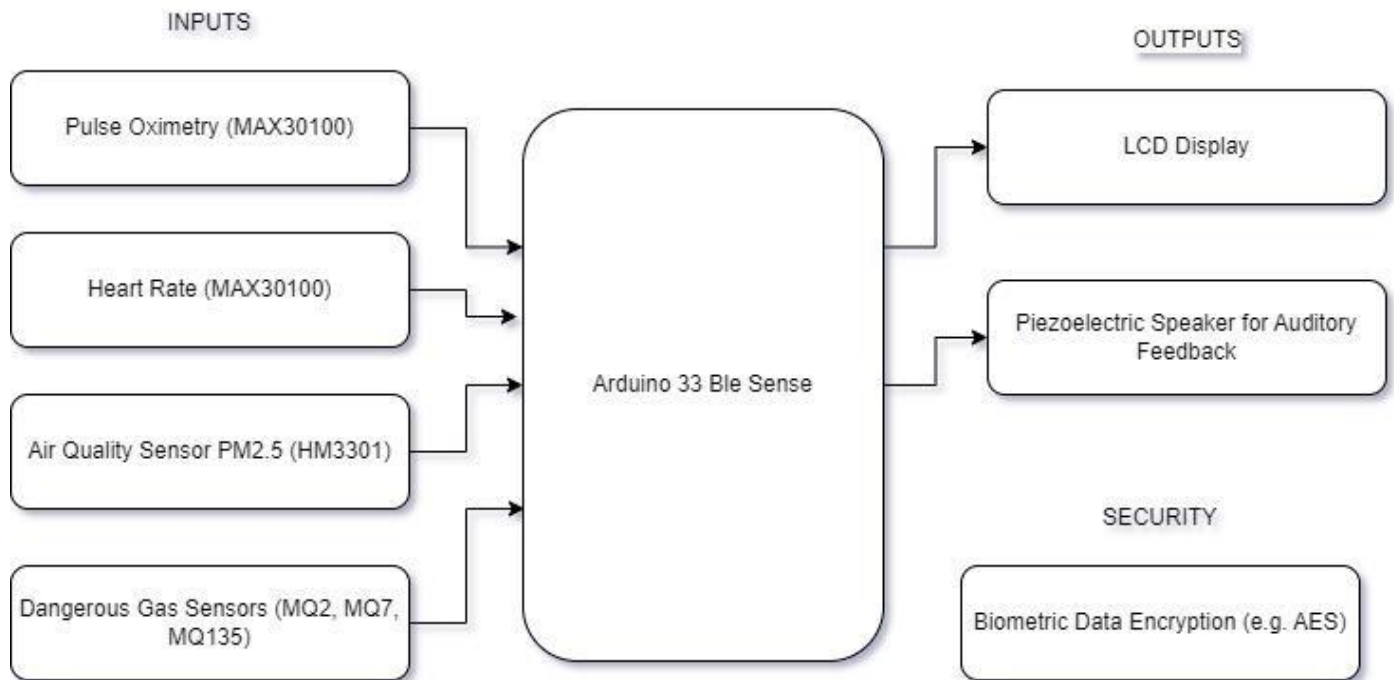 INPUTS
Pulse Oximetry (MAX30100)
Heart Rate (MAX30100)
Air Quality Sensor PM2.5 (HM3301)
Dangerous Gas Sensors (MQ2, MQ7,
MQ135)
Arduino 33 Ble Sense
OUTPUTS
LCD Display
Piezoelectric Speaker for Auditory
Feedback
SECURITY
Biometric Data Encryption (e.g. AES)